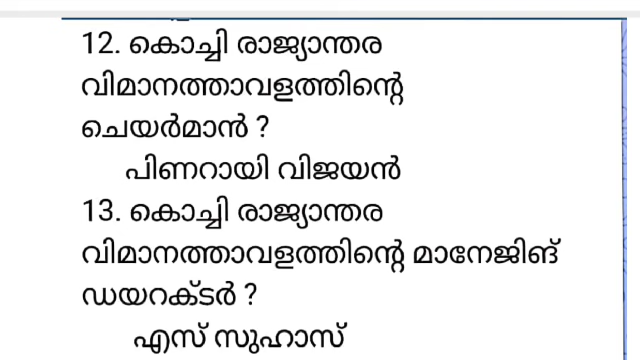 12. കൊച്ചി രാജ്യാന്തര
വിമാനത്താവളത്തിന്റെ
ചെയർമാൻ ?
പിണറായി വിജയൻ
13. കൊച്ചി രാജ്യാന്തര
വിമാനത്താവളത്തിന്റെ മാനേജിങ്
ഡയറക്ടർ ?
എസ് സുഹാസ്